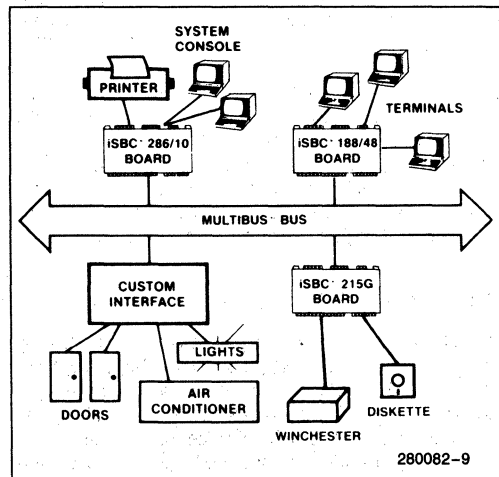 SYSTEM
CONSOLE
PRINTER
TERMINALS
iSBC 286/10
BOARD
iSBC 188/48
BOARD
MULTIBUS BUS
CUSTOM
INTERFACE
iSBC 215G
BOARD
LIGHTS
DOORS
AIR
CONDITIONER
DISKETTE
WINCHESTER
280082-9